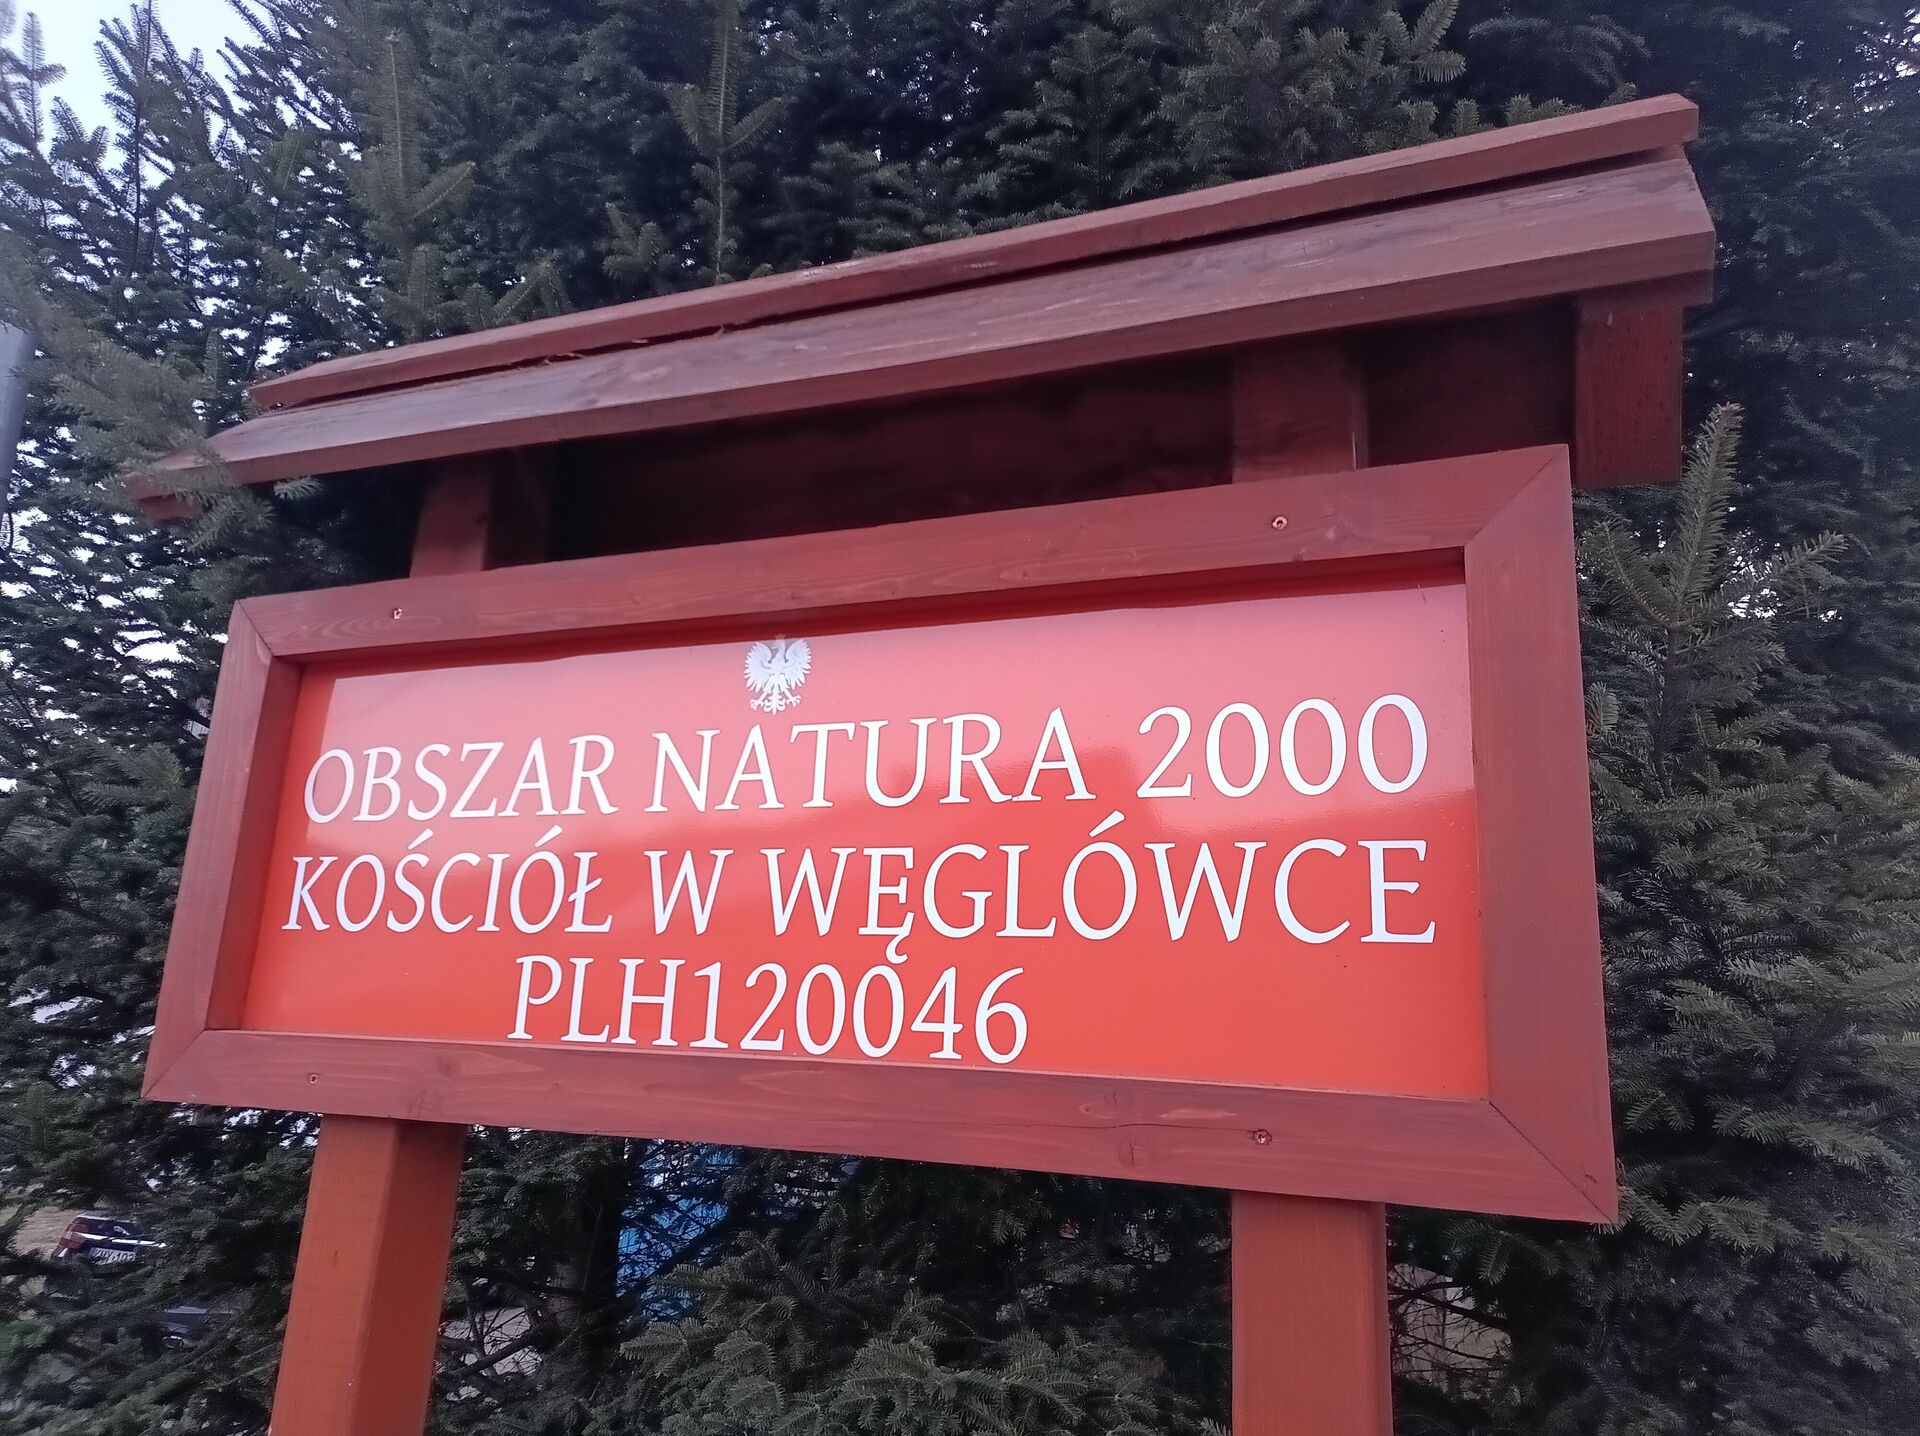 OBSZAR NATURA 2000
KOŚCIÓŁ W WĘGLÓWCE
PLH120046